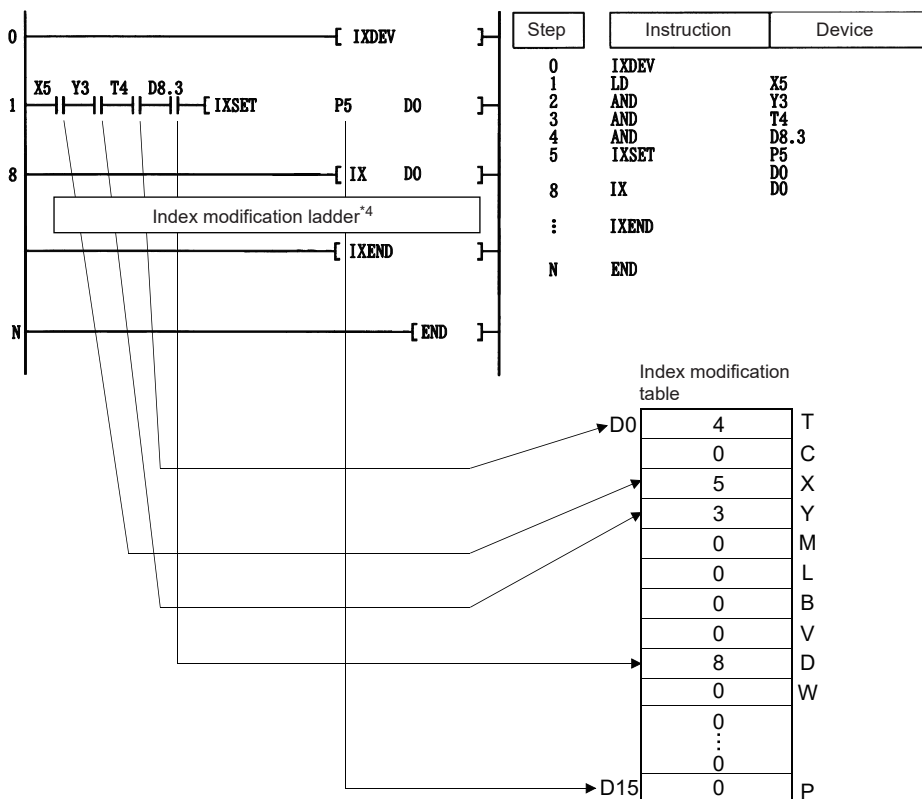 0 [ IXDEV ]
X5 Y3 T4 D8.3
1 [ IXSET P5 D0 ]
8 [ IX D0 ]
Index modification ladder*4
[ IXEND ]
N [ END ]
Step Instruction Device
0 IXDEV
1 LD X5
2 AND Y3
3 AND T4
4 AND D8.3
5 IXSET P5
D0
8 IX D0
⋮ IXEND
N END
Index modification
table
D0 4 T
0 C
5 X
3 Y
0 M
0 L
0 B
0 V
8 D
0 W
0
⋮
0
D15 0 P